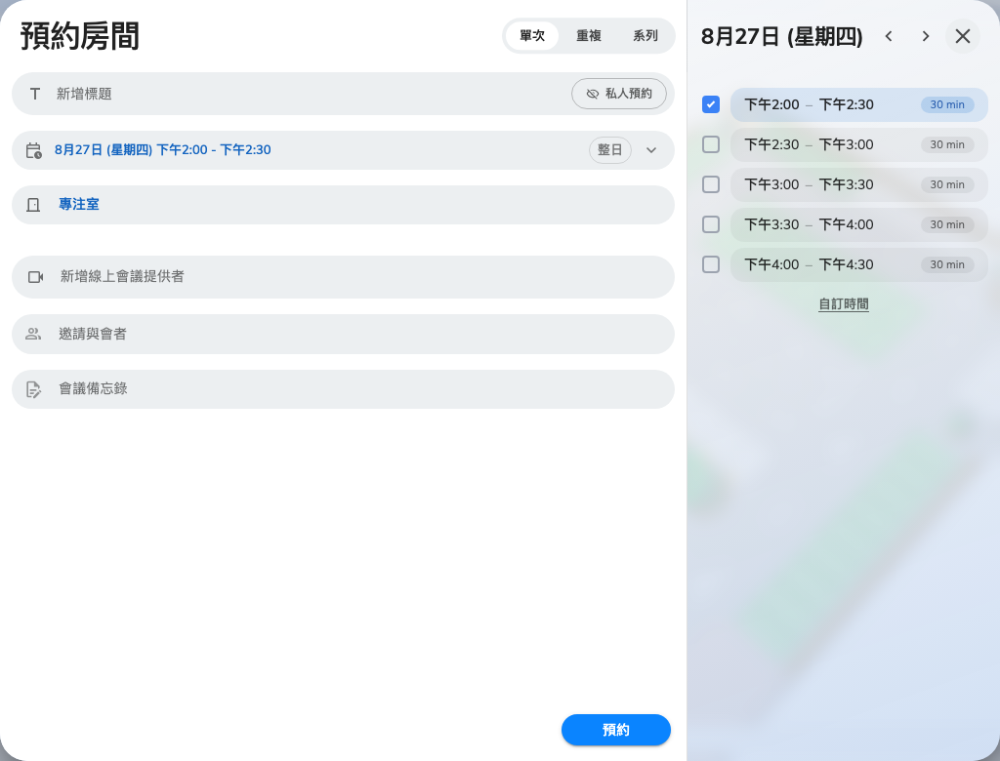 預約房間
單次 重複 系列
新增標題
私人預約
8月27日 (星期四) 下午2:00 - 下午2:30
整日
專注室
新增線上會議提供者
邀請與會者
會議備忘錄
預約
8月27日 (星期四)
下午2:00 – 下午2:30 30 min
下午2:30 – 下午3:00 30 min
下午3:00 – 下午3:30 30 min
下午3:30 – 下午4:00 30 min
下午4:00 – 下午4:30 30 min
自訂時間